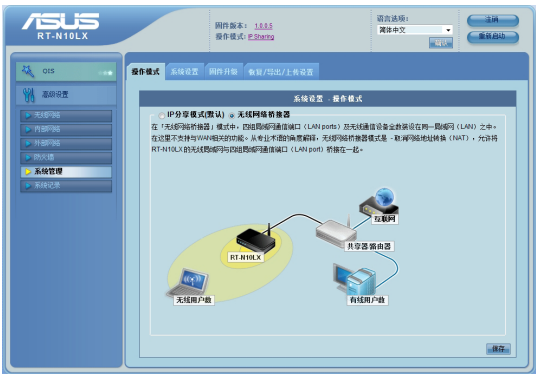 ASUS
RT-N10LX
固件版本： 1.0.0.5
操作模式: IP Sharing
语言选项:
简体中文
确认
注销
重新启动
OIS
高级设置
无线网络
内部网络
外部网络
防火墙
系统管理
系统记录
操作模式 系统设置 固件升级 恢复/导出/上传设置
系统设置 - 操作模式
IP分享模式(默认) 无线网络桥接器
在「无线网络桥接器」模式中，四组局域网通信端口（LAN ports）及无线通信设备全数据设在同一局域网（LAN）之中。
在这里不支持与WAN相关的功能。从专业术语的角度解释，无线网络桥接器模式是 - 取消网络地址转换（NAT），允许将
RT-N10LX 的无线局域网与四组局域网通信端口（LAN port）桥接在一起。
互联网
共享器/路由器
RT-N10LX
无线用户数
有线用户数
保存